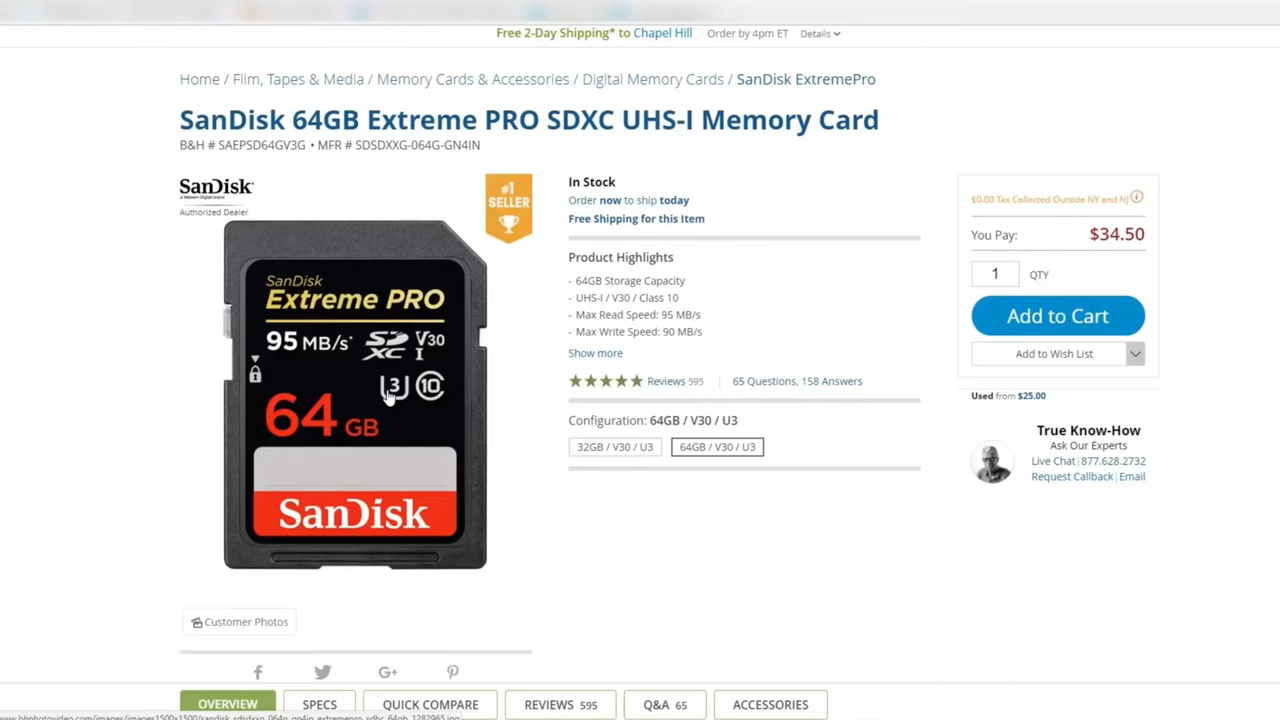 Free 2-Day Shipping* to Chapel Hill Order by 4pm ET Details
Home / Film, Tapes & Media / Memory Cards & Accessories / Digital Memory Cards / SanDisk ExtremePro
SanDisk 64GB Extreme PRO SDXC UHS-I Memory Card
B&H # SAEPSD64GV3G • MFR # SDSDXXG-064G-GN4IN
SanDisk
a Western Digital brand
Authorized Dealer
#1
SELLER
SanDisk
Extreme PRO
95 MB/s*
SD XC
V30
I
3 10
64 GB
SanDisk
Customer Photos
In Stock
Order now to ship today
Free Shipping for this Item
Product Highlights
- 64GB Storage Capacity
- UHS-I / V30 / Class 10
- Max Read Speed: 95 MB/s
- Max Write Speed: 90 MB/s
Show more
Reviews 595 65 Questions, 158 Answers
Configuration: 64GB / V30 / U3
32GB / V30 / U3 64GB / V30 / U3
$0.00 Tax Collected Outside NY and NJ
You Pay: $34.50
1 QTY
Add to Cart
Add to Wish List
Used from $25.00
True Know-How
Ask Our Experts
Live Chat | 877.628.2732
Request Callback | Email
OVERVIEW SPECS QUICK COMPARE REVIEWS 595 Q&A 65 ACCESSORIES